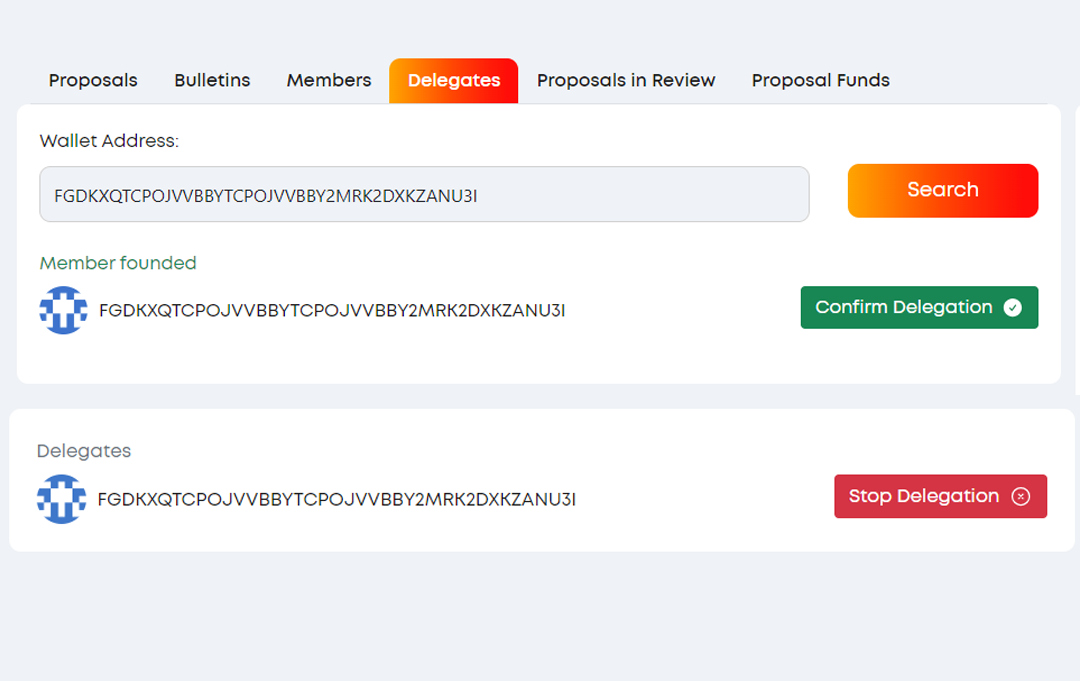 Proposals Bulletins Members Delegates Proposals in Review Proposal Funds
Wallet Address:
FGDKXQTCPOJVVBBYTCPOJVVBBY2MRK2DXKZANU3I Search
Member founded
FGDKXQTCPOJVVBBYTCPOJVVBBY2MRK2DXKZANU3I Confirm Delegation
Delegates
FGDKXQTCPOJVVBBYTCPOJVVBBY2MRK2DXKZANU3I Stop Delegation